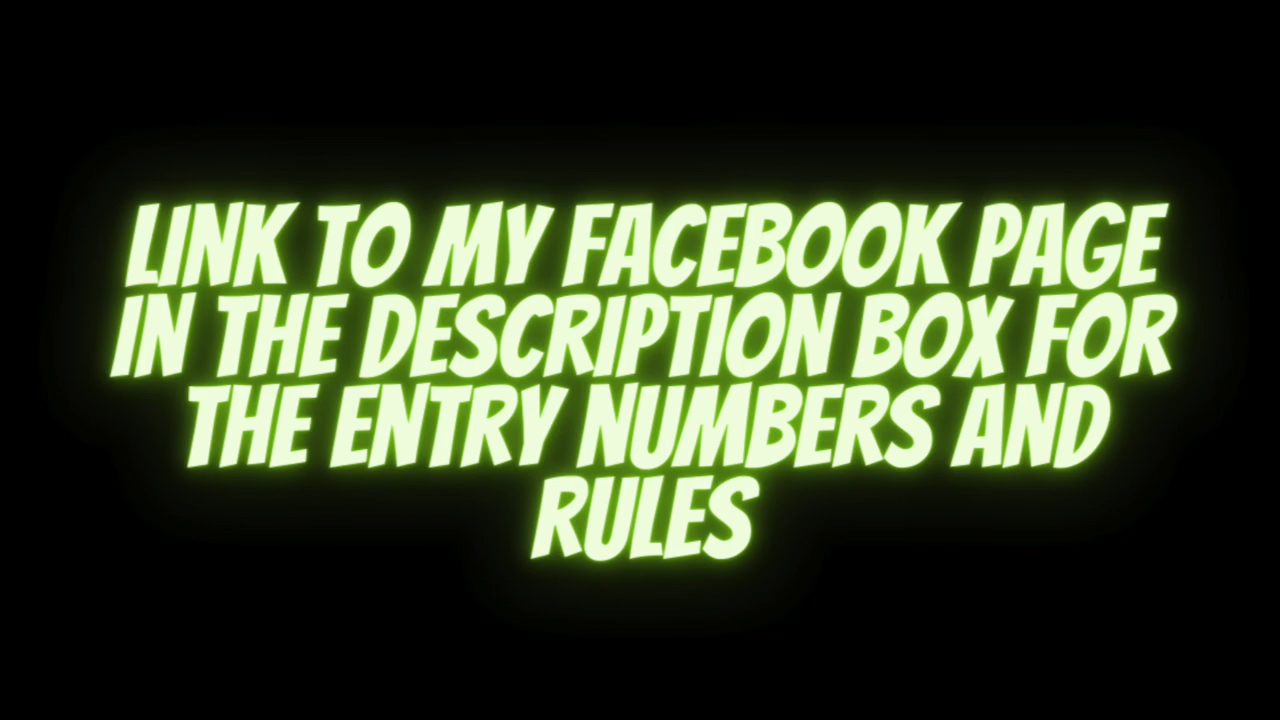 LINK TO MY FACEBOOK PAGE
IN THE DESCRIPTION BOX FOR
THE ENTRY NUMBERS AND
RULES